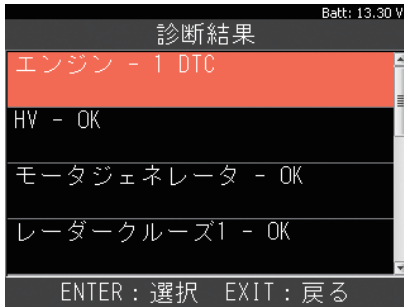 Batt: 13.30 V
診断結果
エンジン - 1 DTC
HV - OK
モータジェネレータ - OK
レーダークルーズ1 - OK
ENTER：選択 EXIT：戻る